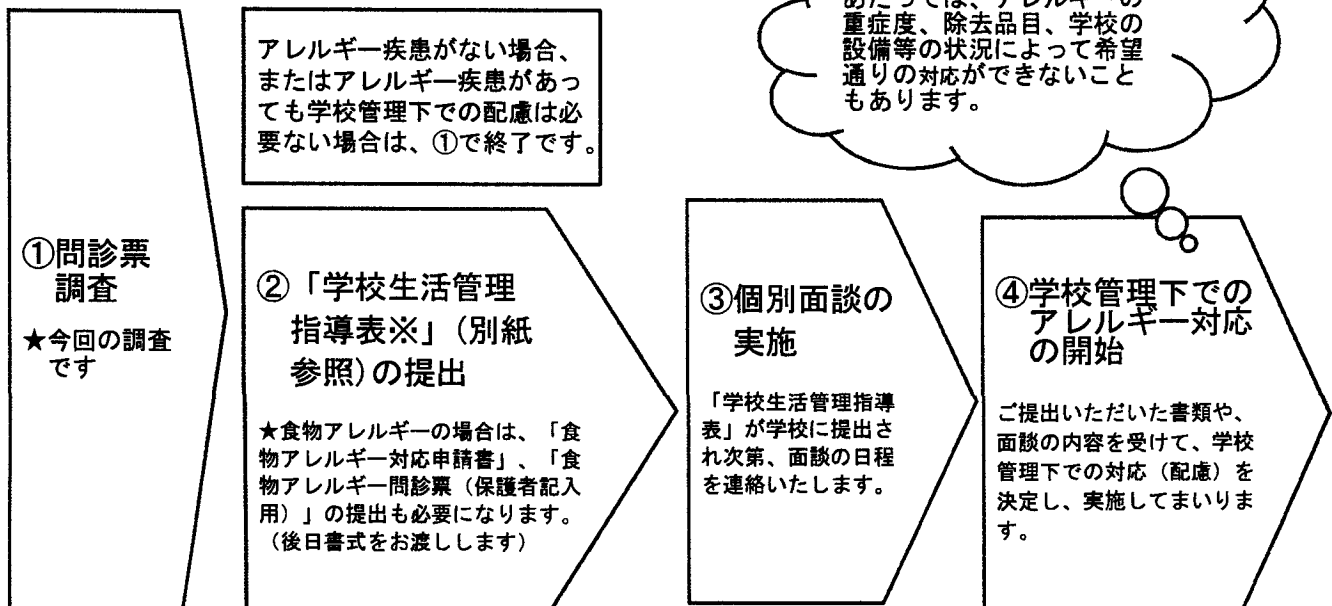 ①問診票
調査
★今回の調査
です
アレルギー疾患がない場合、
またはアレルギー疾患があっ
ても学校管理下での配慮は必
要ない場合は、①で終了です。
②「学校生活管理
指導表※」（別紙
参照）の提出
★食物アレルギーの場合は、「食
物アレルギー対応申請書」、「食
物アレルギー問診票（保護者記入
用）」の提出も必要になります。
（後日書式をお渡しします）
③個別面談の
実施
「学校生活管理指導
表」が学校に提出さ
れ次第、面談の日程
を連絡いたします。
あたっては、アレルギーの
重症度、除去品目、学校の
設備等の状況によって希望
通りの対応ができないこと
もあります。
④学校管理下での
アレルギー対応
の開始
ご提出いただいた書類や、
面談の内容を受けて、学校
管理下での対応（配慮）を
決定し、実施してまいりま
す。